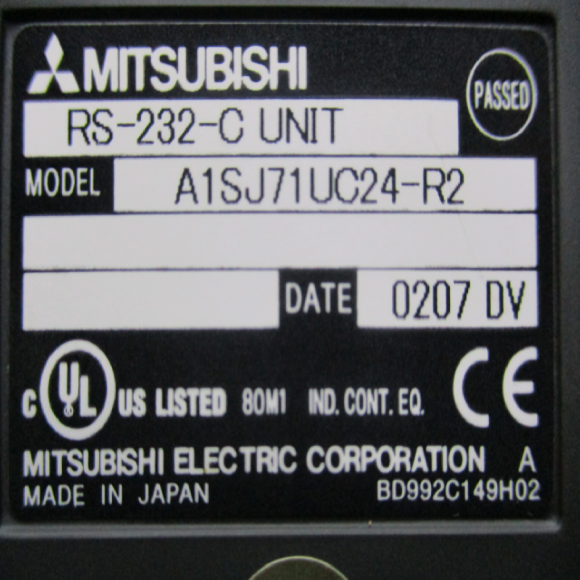 MITSUBISHI
PASSED
RS-232-C UNIT
MODEL A1SJ71UC24-R2
DATE 0207 DV
C UL US LISTED 80M1 IND. CONT. EQ. CE
MITSUBISHI ELECTRIC CORPORATION A
MADE IN JAPAN BD992C149H02